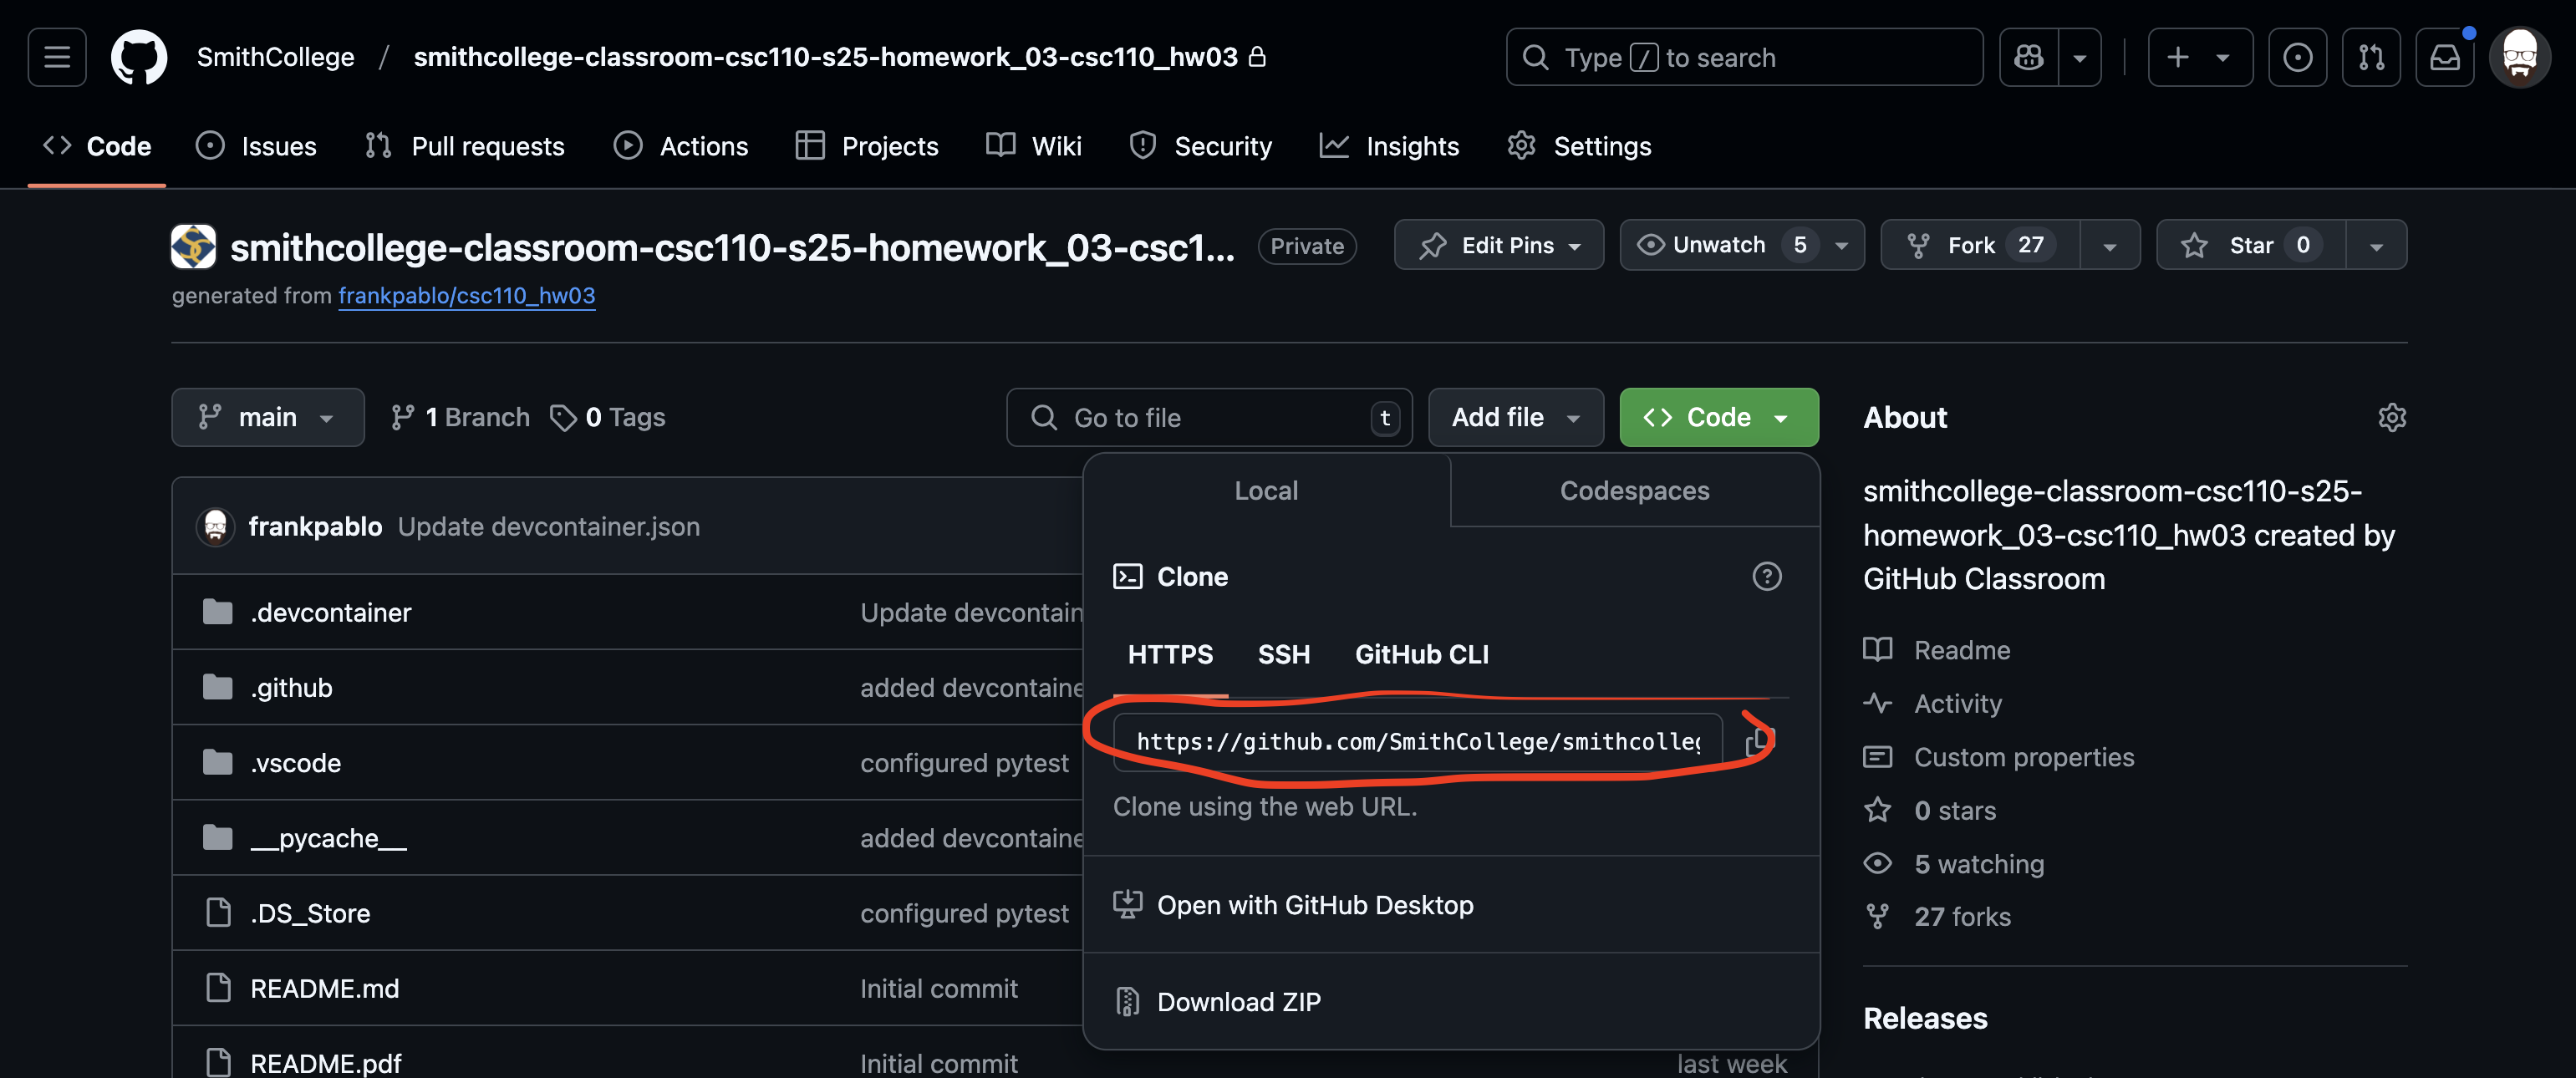 SmithCollege / smithcollege-classroom-csc110-s25-homework_03-csc110_hw03
Type / to search
Code Issues Pull requests Actions Projects Wiki Security Insights Settings
smithcollege-classroom-csc110-s25-homework_03-csc1... Private Edit Pins Unwatch 5 Fork 27 Star 0
generated from frankpablo/csc110_hw03
main 1 Branch 0 Tags Go to file t Add file Code
frankpablo Update devcontainer.json
.devcontainer Update devcontain
.github added devcontaine
.vscode configured pytest
__pycache__ added devcontaine
.DS_Store configured pytest
README.md Initial commit
README.pdf Initial commit last week
Local Codespaces
Clone
HTTPS SSH GitHub CLI
https://github.com/SmithCollege/smithcolleg
Clone using the web URL.
Open with GitHub Desktop
Download ZIP
About
smithcollege-classroom-csc110-s25-
homework_03-csc110_hw03 created by
GitHub Classroom
Readme
Activity
Custom properties
0 stars
5 watching
27 forks
Releases